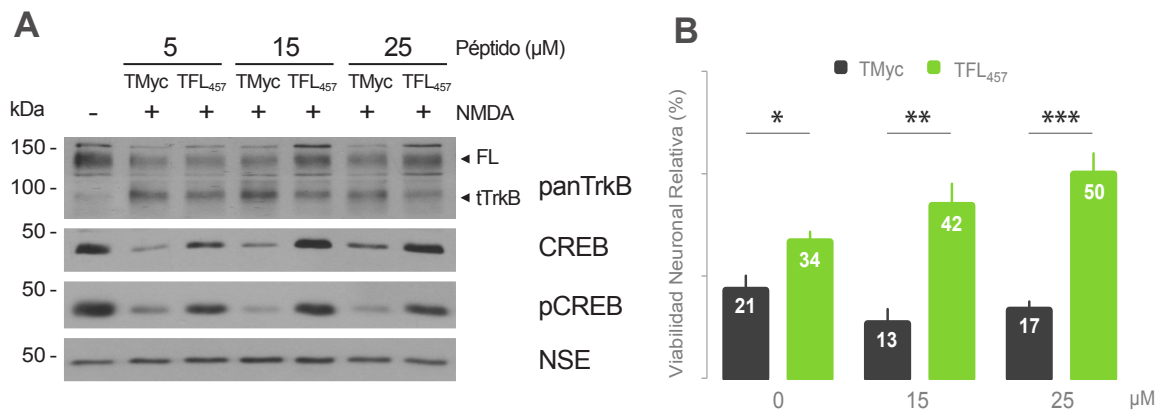 A
5 15 25 Péptido (μM)
TMyc TFL457 TMyc TFL457 TMyc TFL457
kDa - + + + + + + NMDA
150 -
◄ FL
100 -
◄ tTrkB
panTrkB
50 -
CREB
50 -
pCREB
50 -
NSE
B
TMyc TFL457
Viabilidad Neuronal Relativa (%)
* ** ***
21 34 13 42 17 50
0 15 25 μM